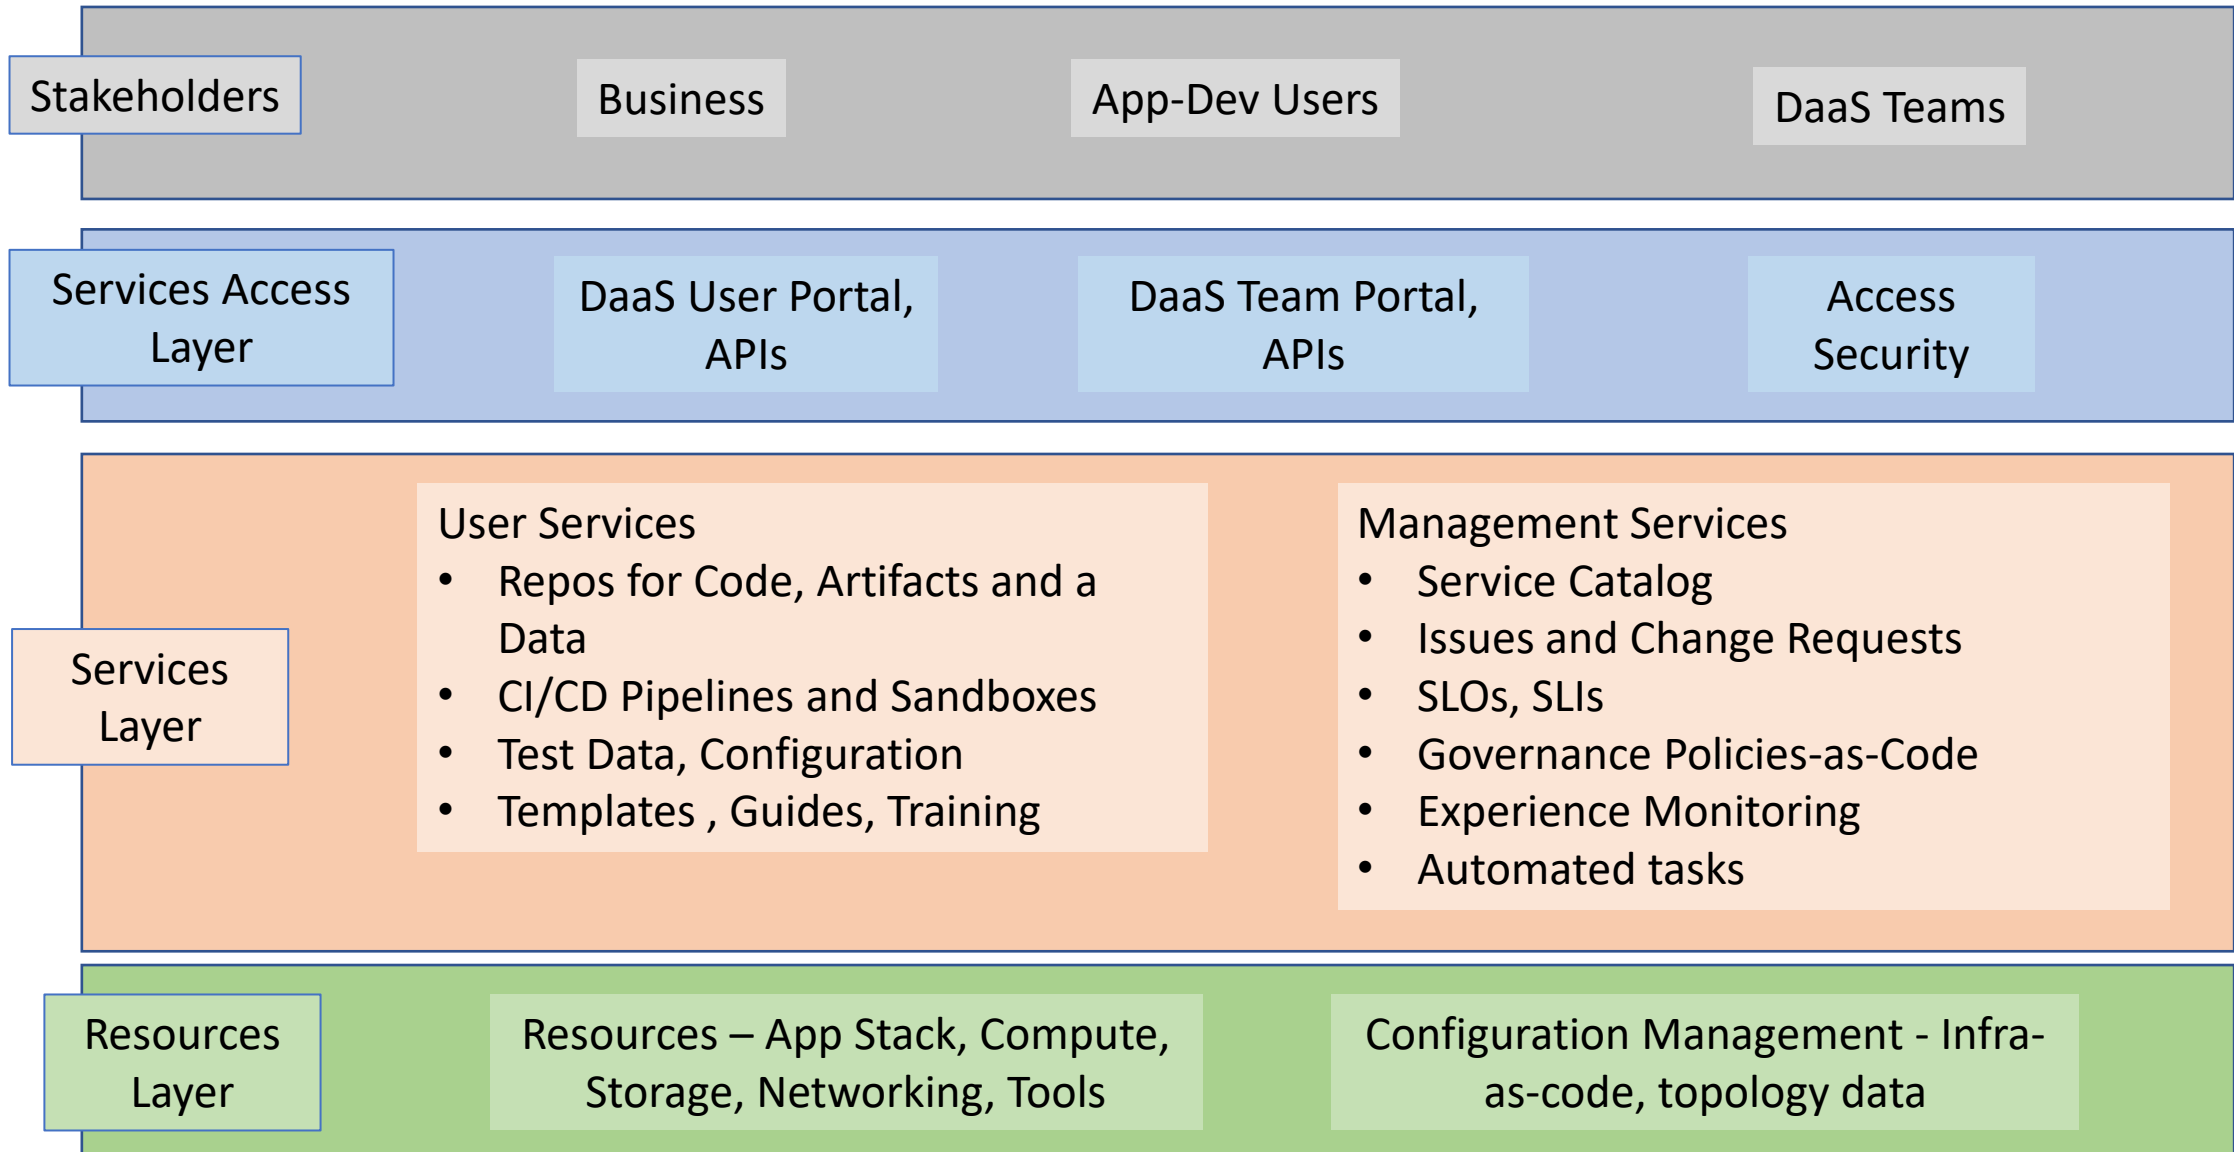 Stakeholders
Business
App-Dev Users
DaaS Teams
Services Access
Layer
DaaS User Portal,
APIs
DaaS Team Portal,
APIs
Access
Security
Services
Layer
User Services
• Repos for Code, Artifacts and a
Data
• CI/CD Pipelines and Sandboxes
• Test Data, Configuration
• Templates , Guides, Training
Management Services
• Service Catalog
• Issues and Change Requests
• SLOs, SLIs
• Governance Policies-as-Code
• Experience Monitoring
• Automated tasks
Resources
Layer
Resources – App Stack, Compute,
Storage, Networking, Tools
Configuration Management - Infra-
as-code, topology data